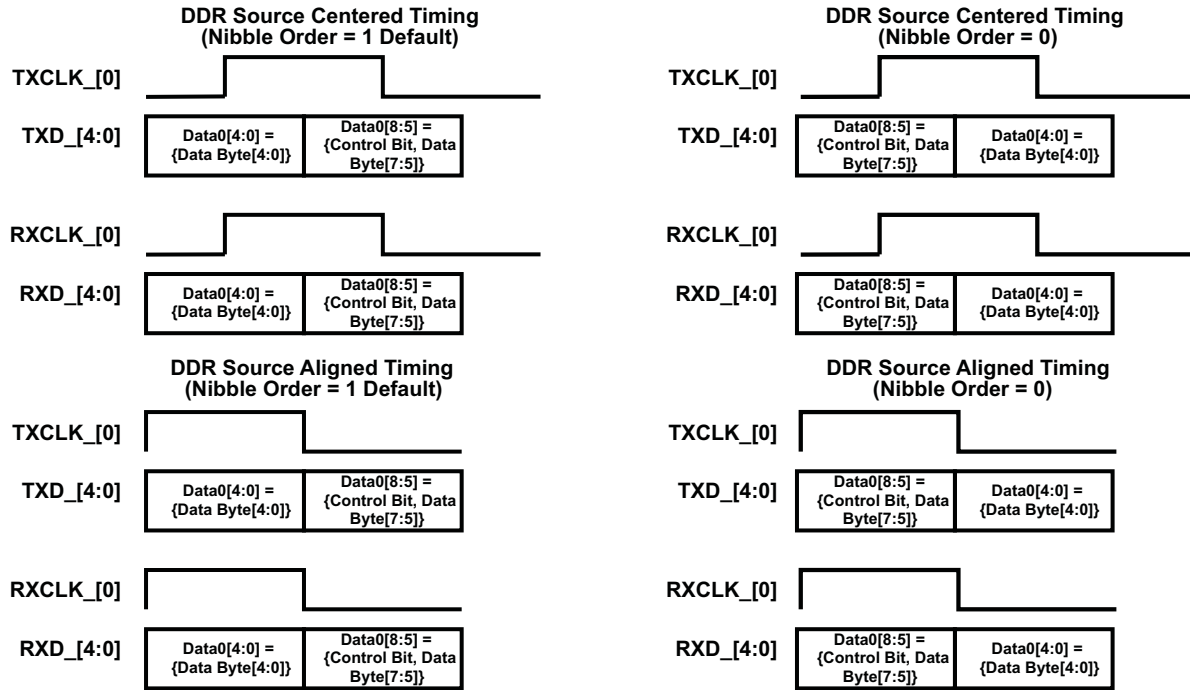 DDR Source Centered Timing
(Nibble Order = 1 Default)
TXCLK_[0]
TXD_[4:0]
Data0[4:0] =
{Data Byte[4:0]}
Data0[8:5] =
{Control Bit, Data
Byte[7:5]}
RXCLK_[0]
RXD_[4:0]
Data0[4:0] =
{Data Byte[4:0]}
Data0[8:5] =
{Control Bit, Data
Byte[7:5]}
DDR Source Centered Timing
(Nibble Order = 0)
TXCLK_[0]
TXD_[4:0]
Data0[8:5] =
{Control Bit, Data
Byte[7:5]}
Data0[4:0] =
{Data Byte[4:0]}
RXCLK_[0]
RXD_[4:0]
Data0[8:5] =
{Control Bit, Data
Byte[7:5]}
Data0[4:0] =
{Data Byte[4:0]}
DDR Source Aligned Timing
(Nibble Order = 1 Default)
TXCLK_[0]
TXD_[4:0]
Data0[4:0] =
{Data Byte[4:0]}
Data0[8:5] =
{Control Bit, Data
Byte[7:5]}
RXCLK_[0]
RXD_[4:0]
Data0[4:0] =
{Data Byte[4:0]}
Data0[8:5] =
{Control Bit, Data
Byte[7:5]}
DDR Source Aligned Timing
(Nibble Order = 0)
TXCLK_[0]
TXD_[4:0]
Data0[8:5] =
{Control Bit, Data
Byte[7:5]}
Data0[4:0] =
{Data Byte[4:0]}
RXCLK_[0]
RXD_[4:0]
Data0[8:5] =
{Control Bit, Data
Byte[7:5]}
Data0[4:0] =
{Data Byte[4:0]}